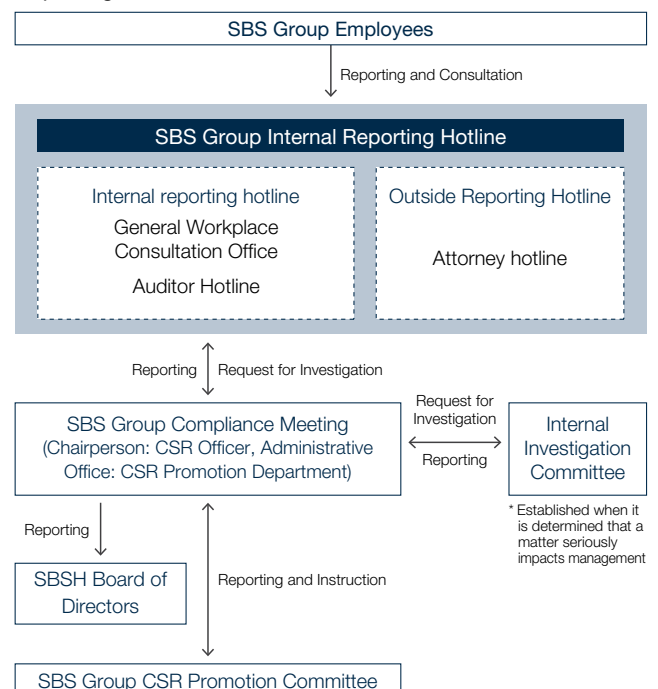 SBS Group Employees
Reporting and Consultation
SBS Group Internal Reporting Hotline
Internal reporting hotline
General Workplace
Consultation Office
Auditor Hotline
Outside Reporting Hotline
Attorney hotline
Reporting
Request for Investigation
SBS Group Compliance Meeting
(Chairperson: CSR Officer, Administrative
Office: CSR Promotion Department)
Request for
Investigation
Reporting
Internal
Investigation
Committee
* Established when it
is determined that a
matter seriously
impacts management
Reporting
SBSH Board of
Directors
Reporting and Instruction
SBS Group CSR Promotion Committee